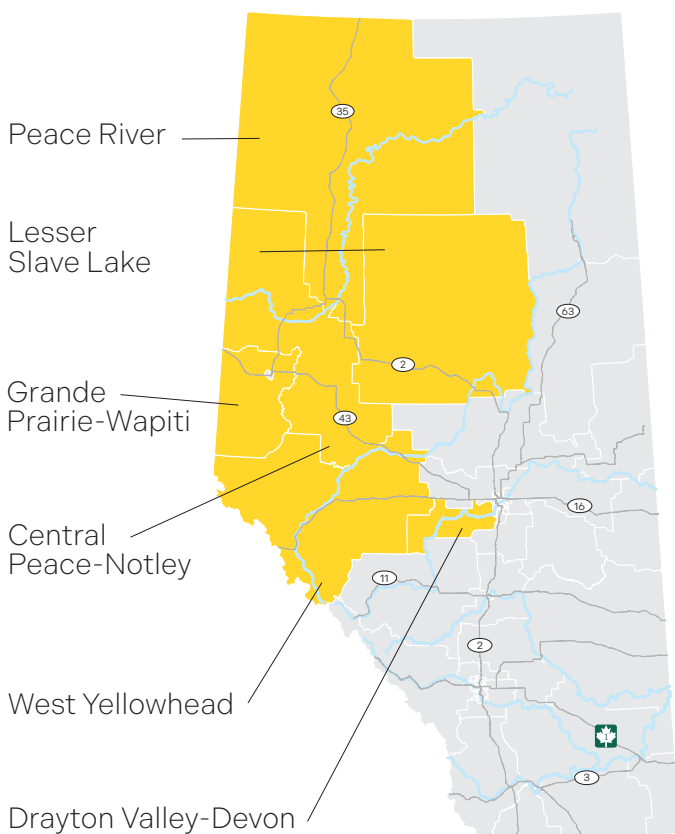 35
Peace River
Lesser
Slave Lake
63
2
Grande
Prairie-Wapiti
43
16
Central
Peace-Notley
11
2
West Yellowhead
1
3
Drayton Valley-Devon